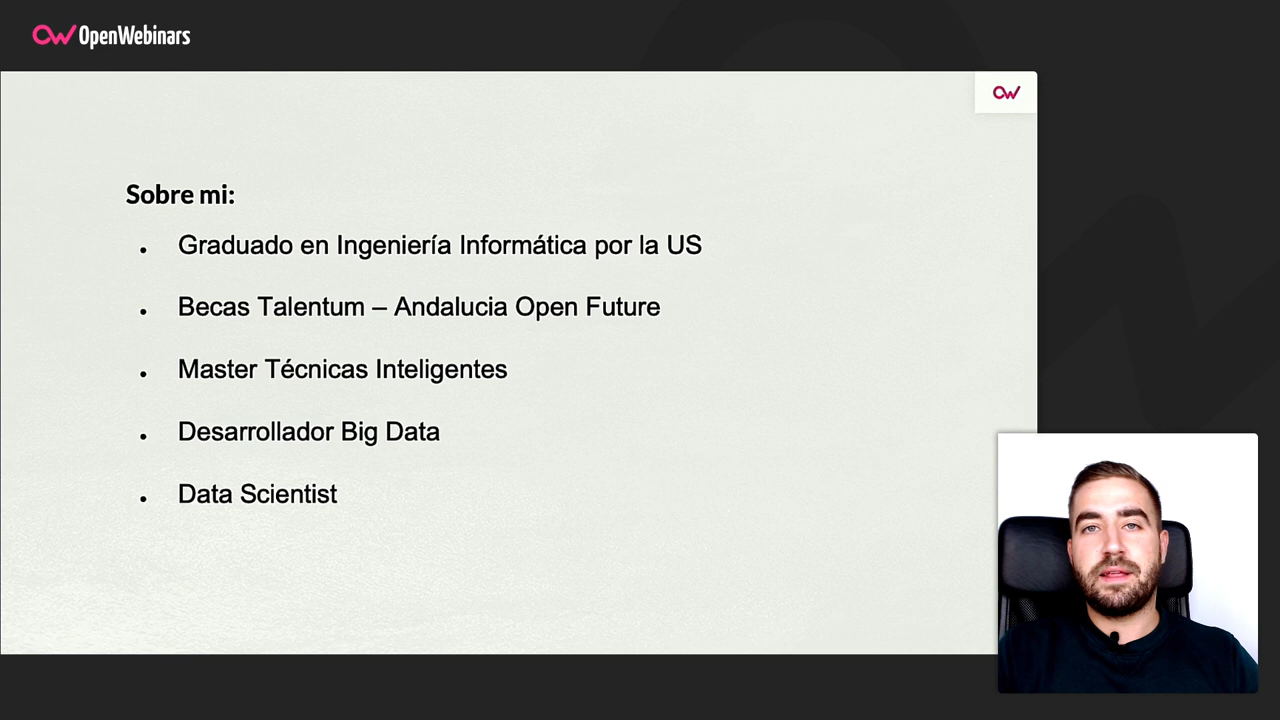 OpenWebinars
Sobre mi:
• Graduado en Ingeniería Informática por la US
• Becas Talentum – Andalucia Open Future
• Master Técnicas Inteligentes
• Desarrollador Big Data
• Data Scientist